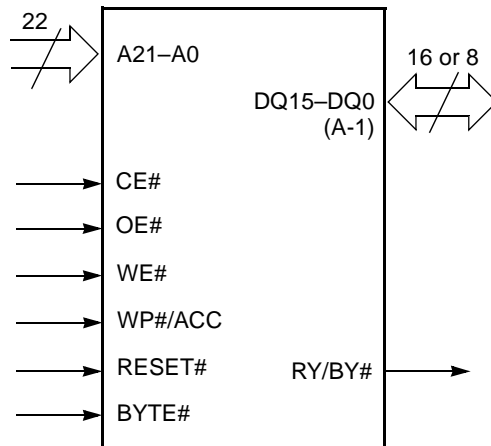 22
A21–A0
16 or 8
DQ15–DQ0
(A-1)
CE#
OE#
WE#
WP#/ACC
RESET#
RY/BY#
BYTE#